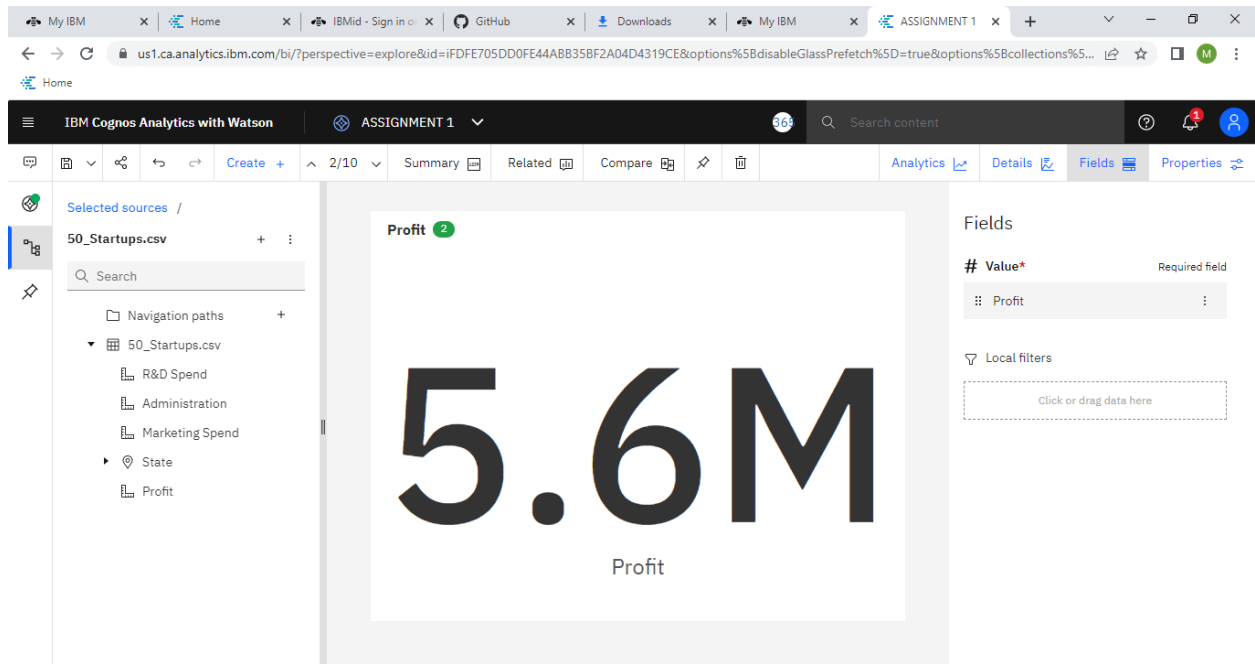 My IBM
Home
IBMid - Sign in or
GitHub
Downloads
My IBM
ASSIGNMENT 1
us1.ca.analytics.ibm.com/bi/?perspective=explore&id=iFDFE705DD0FE44ABB35BF2A04D4319CE&options%5BdisableGlassPrefetch%5D=true&options%5Bcollections%5...
M
Home
IBM Cognos Analytics with Watson
ASSIGNMENT 1
365
Search content
1
Create +
2/10
Summary
Related
Compare
Analytics
Details
Fields
Properties
Selected sources /
50_Startups.csv
Search
Navigation paths
50_Startups.csv
R&D Spend
Administration
Marketing Spend
State
Profit
Profit 2
5.6M
Profit
Fields
# Value*
Required field
Profit
Local filters
Click or drag data here